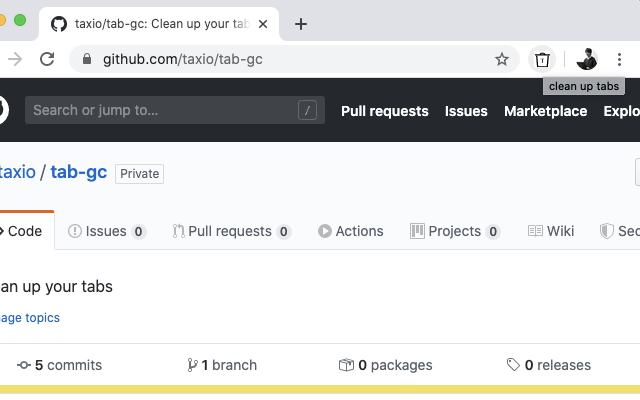 taxio/tab-gc: Clean up your tab
github.com/taxio/tab-gc
clean up tabs
Search or jump to… /
Pull requests Issues Marketplace Explo
taxio / tab-gc Private
Code Issues 0 Pull requests 0 Actions Projects 0 Wiki Sec
an up your tabs
age topics
5 commits 1 branch 0 packages 0 releases